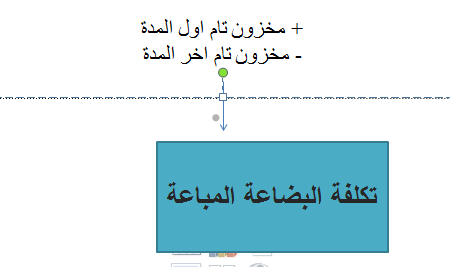 + مخزون تام اول المدة
- مخزون تام اخر المدة
تكلفة البضاعة المباعة